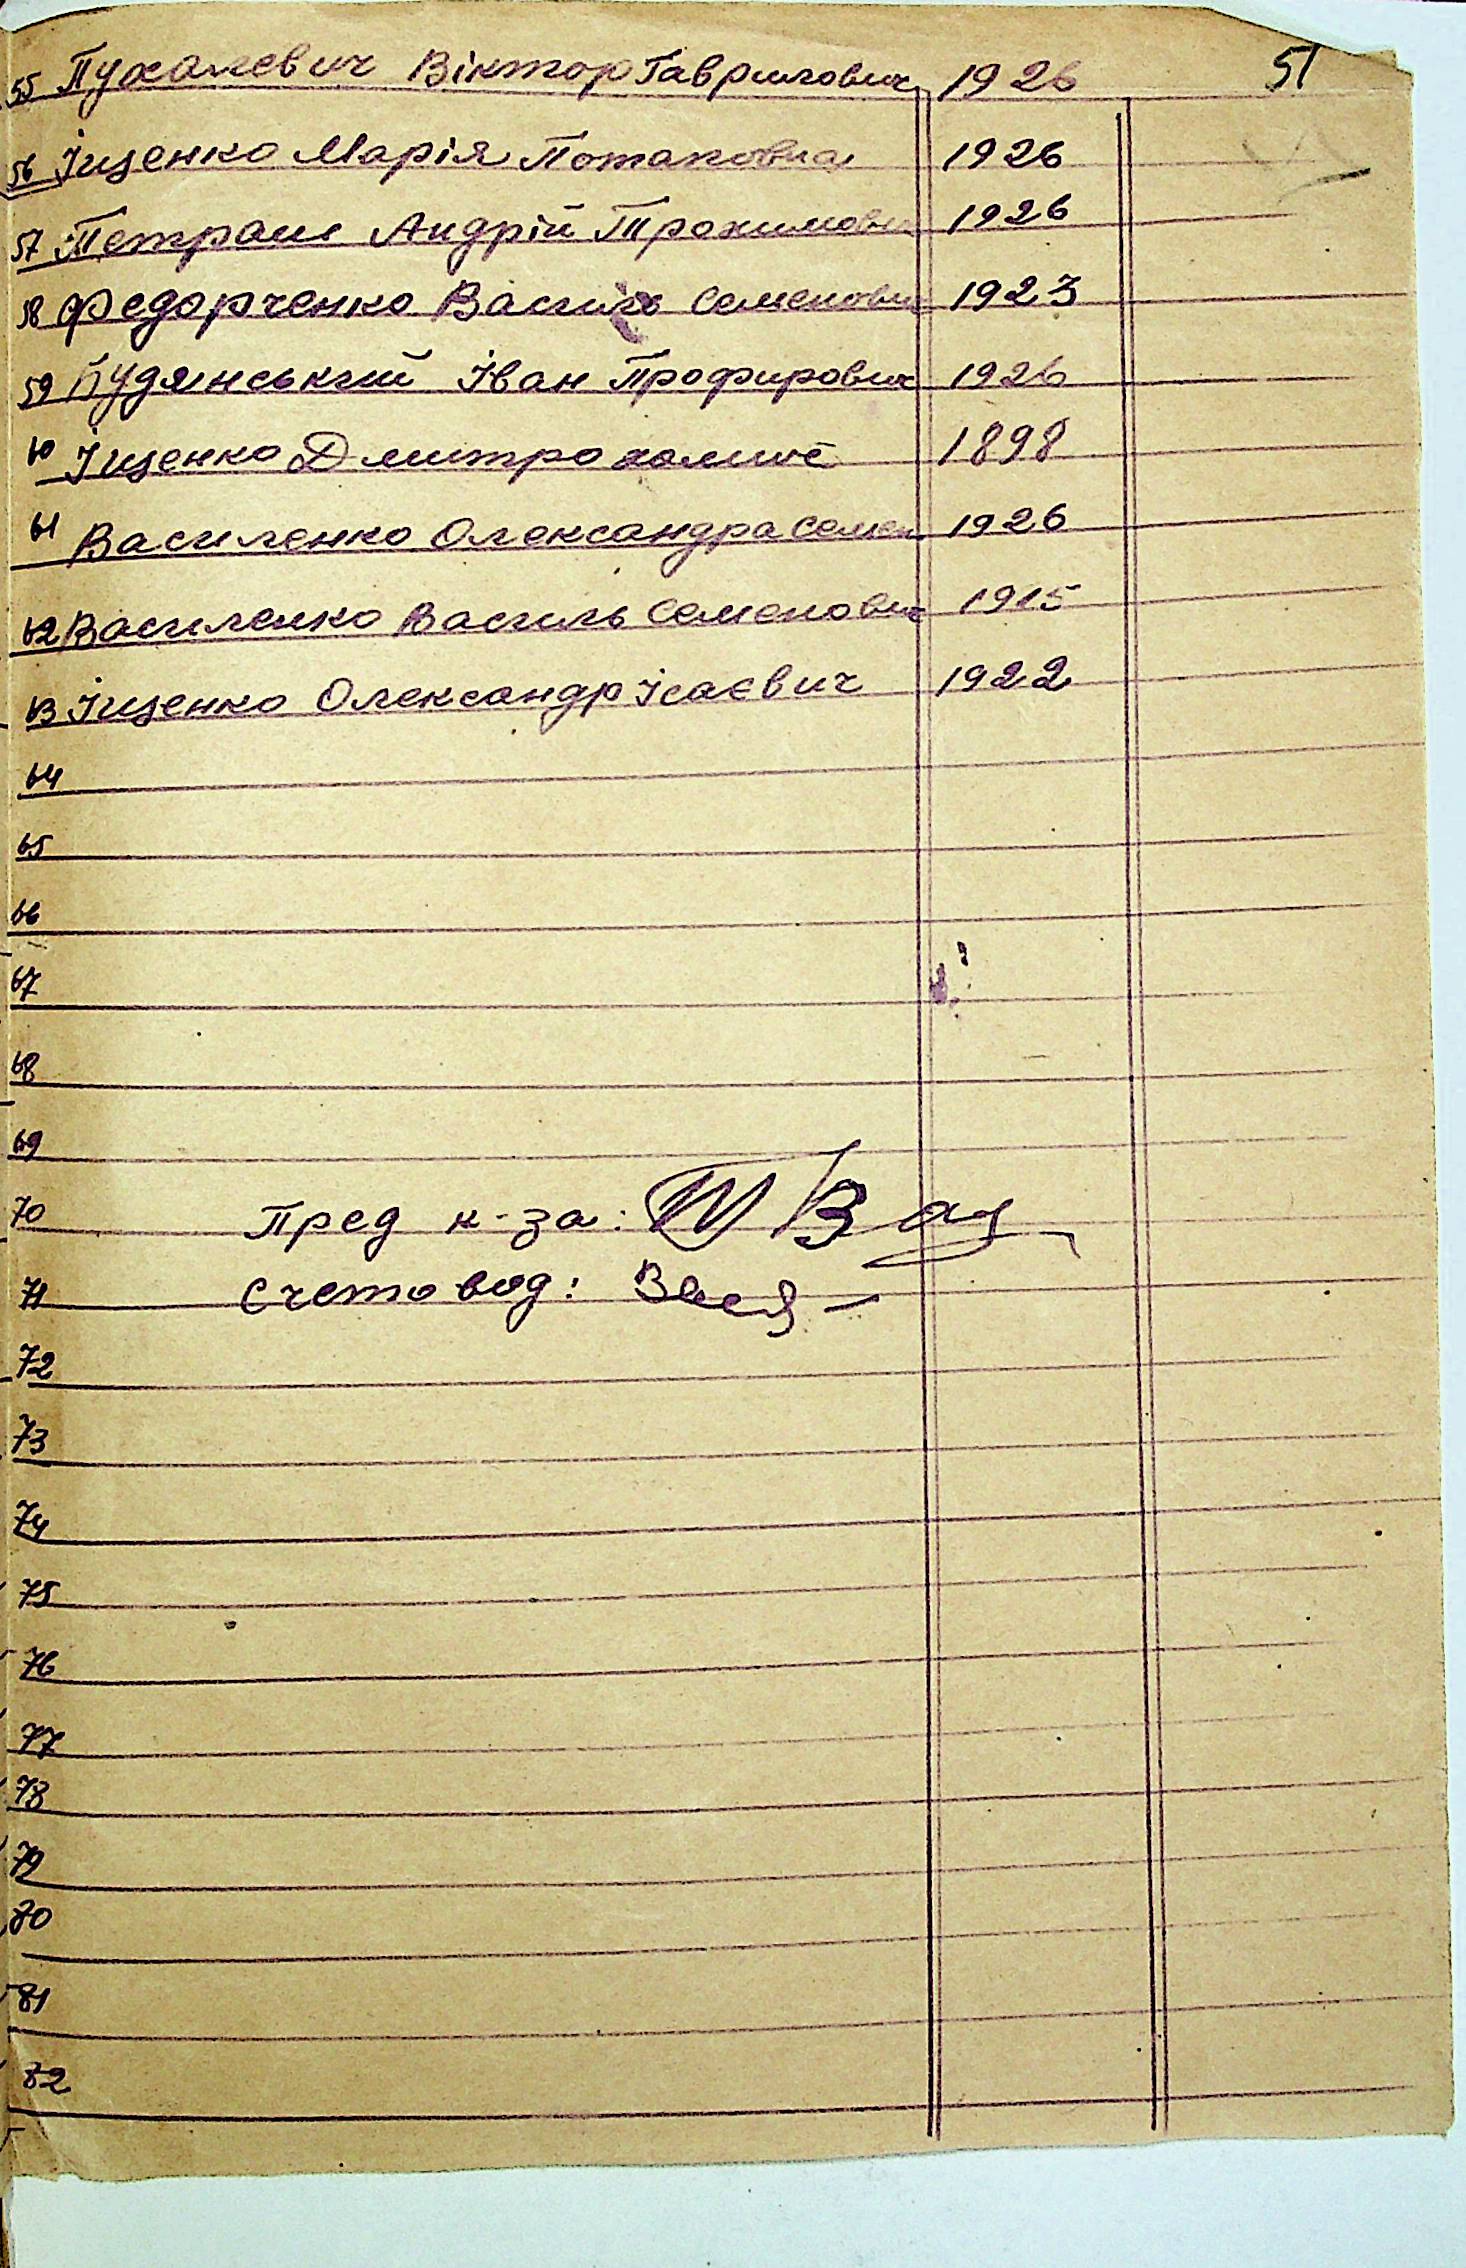 51
55 Пухалевич Віктор Гаврилович 1926
56 Іщенко Марія Потаповна 1926
57 Петраш Андрій Трохимович 1926
58 Федорченко Василь Семенович 1923
59 Будянський Іван Профирович 1926
60 Іщенко Дмитро 1898
61 Василенко Олександра Семен 1926
62 Василенко Василь Семенович 1915
63 Іщенко Олександр Ісаєвич 1922
64
65
66
67
68
69
70 Пред к-за:
71 Счетовод:
72
73
74
75
76
77
78
79
80
81
82